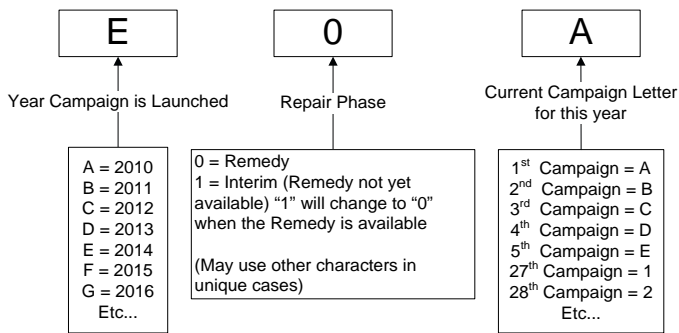 E
0
A
Year Campaign is Launched
Repair Phase
Current Campaign Letter
for this year
A = 2010
B = 2011
C = 2012
D = 2013
E = 2014
F = 2015
G = 2016
Etc...
0 = Remedy
1 = Interim (Remedy not yet
available) “1” will change to “0”
when the Remedy is available
(May use other characters in
unique cases)
1st Campaign = A
2nd Campaign = B
3rd Campaign = C
4th Campaign = D
5th Campaign = E
27th Campaign = 1
28th Campaign = 2
Etc...